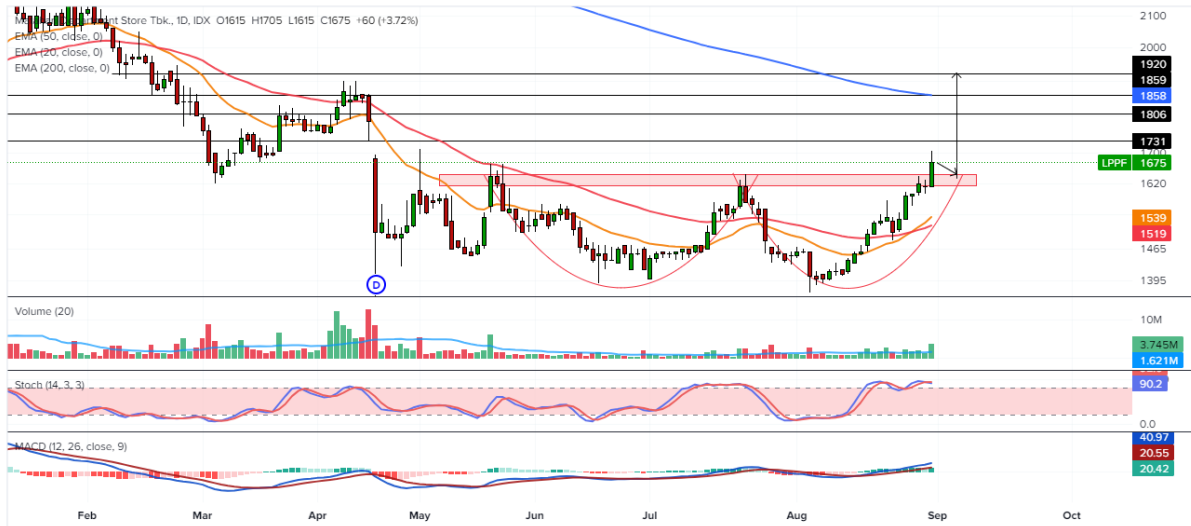 Department Store Tbk., 1D, IDX O1615 H1705 L1615 C1675 +60 (+3.72%)
EMA (50, close, 0)
EMA (20, close, 0)
EMA (200, close, 0)
2100
2000
1920
1859
1858
1806
1731
1700
LPPF 1675
1620
1539
1519
1465
1395
D
Volume (20)
10M
3.745M
1.621M
Stoch (14, 3, 3)
90.2
0.0
MACD (12, 26, close, 9)
40.97
20.55
20.42
Feb Mar Apr May Jun Jul Aug Sep Oct